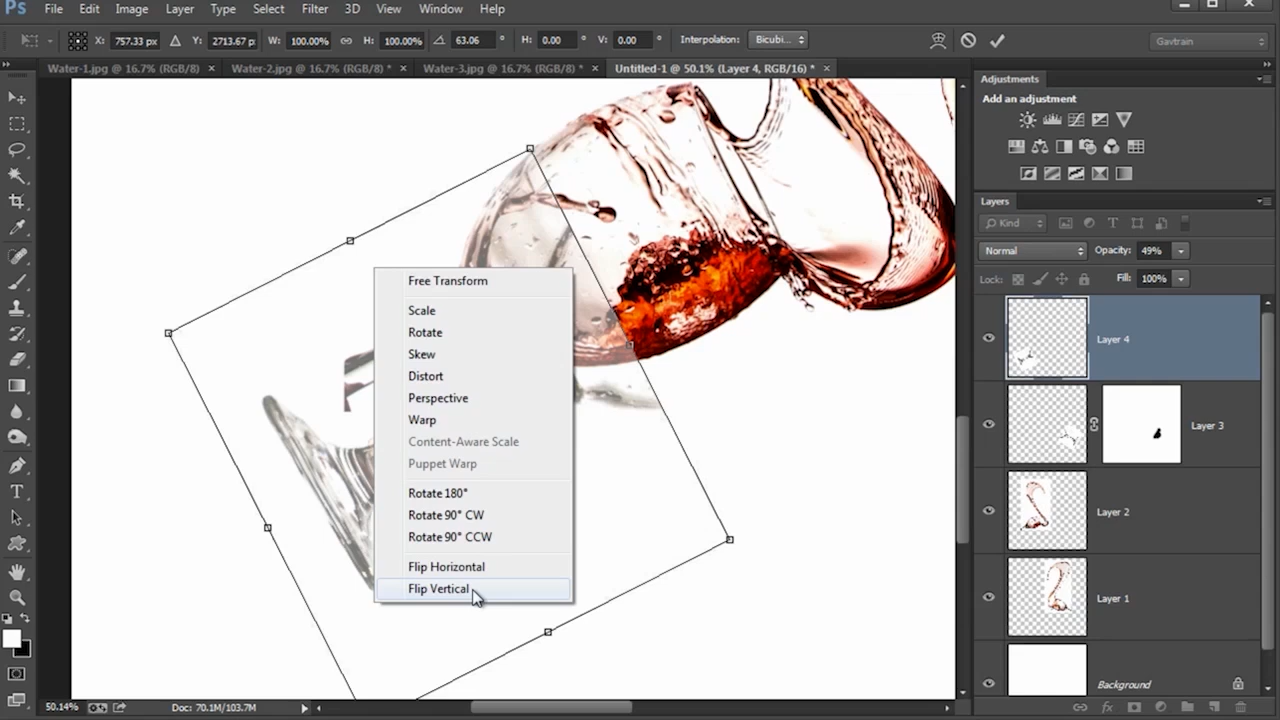 Ps File Edit Image Layer Type Select Filter 3D View Window Help
X: 757.33 px Y: 2713.67 p: W: 100.00% H: 100.00% 63.06 ° H: 0.00 ° V: 0.00 ° Interpolation: Bicubi... Gavtrain
Water-1.jpg @ 16.7% (RGB/8) × Water-2.jpg @ 16.7% (RGB/8) * × Water-3.jpg @ 16.7% (RGB/8) * × Untitled-1 @ 50.1% (Layer 4, RGB/16) * ×
Adjustments
Add an adjustment
Layers
Kind
Normal Opacity: 49%
Lock: Fill: 100%
Layer 4
Layer 3
Layer 2
Layer 1
Background
Free Transform
Scale
Rotate
Skew
Distort
Perspective
Warp
Content-Aware Scale
Puppet Warp
Rotate 180°
Rotate 90° CW
Rotate 90° CCW
Flip Horizontal
Flip Vertical
50.14% Doc: 70.1M/103.7M